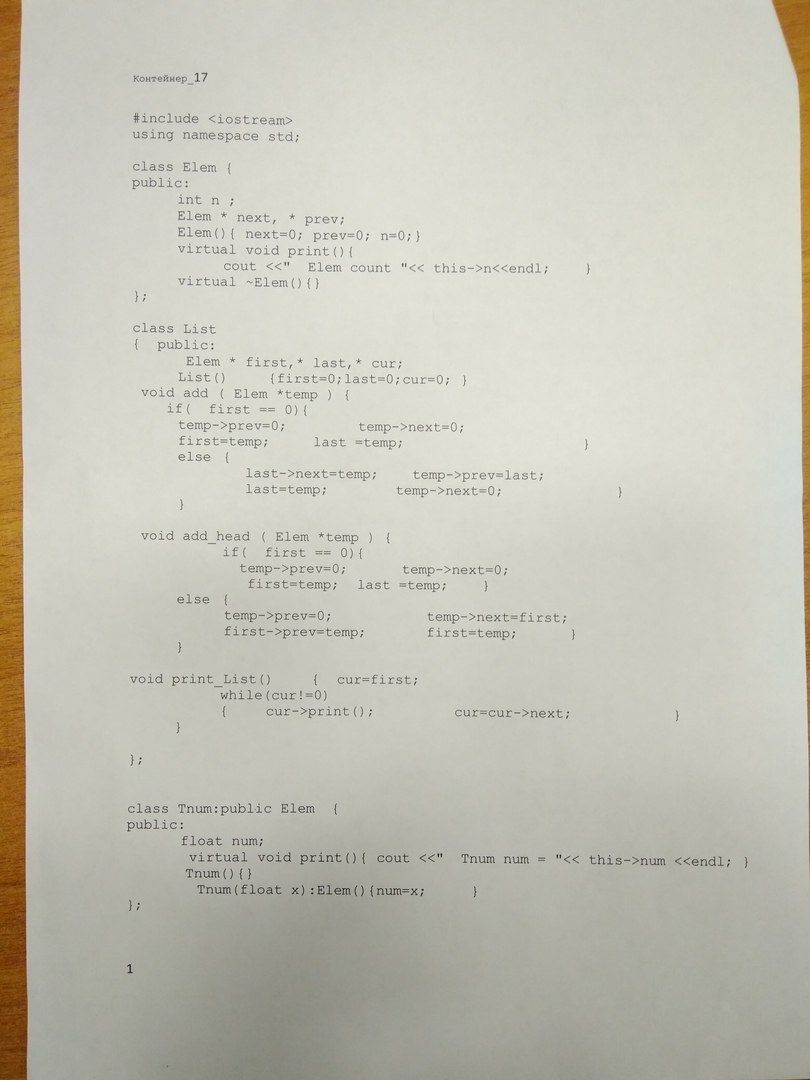 Контейнер_17
#include <iostream>
using namespace std;
class Elem {
public:
int n ;
Elem * next, * prev;
Elem(){ next=0; prev=0; n=0;}
virtual void print(){
cout <<"  Elem count "<< this->n<<endl;    }
virtual ~Elem(){}
};
class List
{  public:
Elem * first,* last,* cur;
List()     {first=0;last=0;cur=0; }
void add ( Elem *temp ) {
if(  first == 0){
temp->prev=0;        temp->next=0;
first=temp;     last =temp;                    }
else {
last->next=temp;    temp->prev=last;
last=temp;        temp->next=0;             }
}
void add_head ( Elem *temp ) {
if(  first == 0){
temp->prev=0;      temp->next=0;
first=temp;  last =temp;    }
else {
temp->prev=0;           temp->next=first;
first->prev=temp;       first=temp;      }
}
void print_List()     {  cur=first;
while(cur!=0)
{    cur->print();         cur=cur->next;            }
}
};
class Tnum:public Elem  {
public:
float num;
virtual void print(){ cout <<"  Tnum num = "<< this->num <<endl; }
Tnum(){}
Tnum(float x):Elem(){num=x;     }
};
1